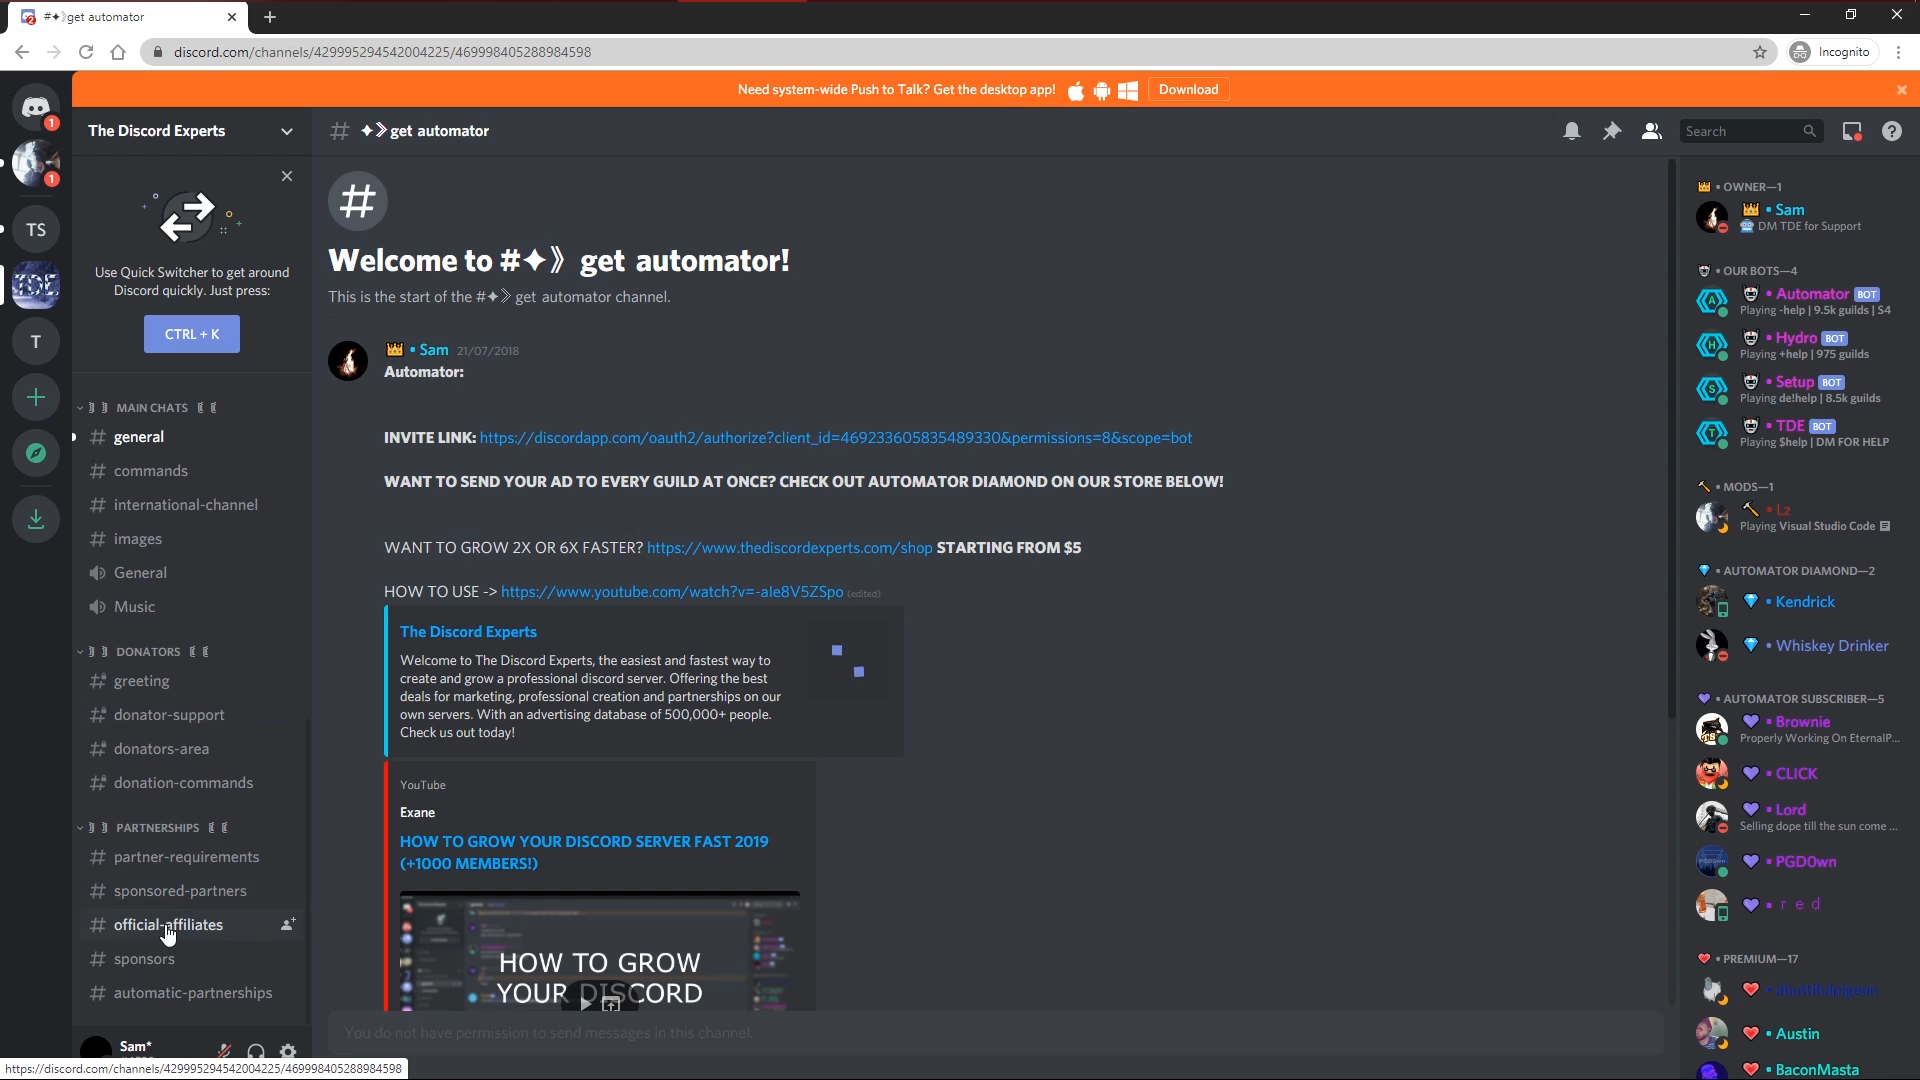 #✦》get automator
discord.com/channels/429995294542004225/469998405288984598
Incognito
Need system-wide Push to Talk? Get the desktop app!
Download
1
1
TS
TDE
T
The Discord Experts
Use Quick Switcher to get around
Discord quickly. Just press:
CTRL + K
MAIN CHATS
general
commands
international-channel
images
General
Music
DONATORS
greeting
donator-support
donators-area
donation-commands
PARTNERSHIPS
partner-requirements
sponsored-partners
official-affiliates
sponsors
automatic-partnerships
Sam*
https://discord.com/channels/429995294542004225/469998405288984598
# ✦》get automator
Search
Welcome to #✦》 get automator!
This is the start of the #✦》 get automator channel.
• Sam 21/07/2018
Automator:
INVITE LINK: https://discordapp.com/oauth2/authorize?client_id=469233605835489330&permissions=8&scope=bot
WANT TO SEND YOUR AD TO EVERY GUILD AT ONCE? CHECK OUT AUTOMATOR DIAMOND ON OUR STORE BELOW!
WANT TO GROW 2X OR 6X FASTER? https://www.thediscordexperts.com/shop STARTING FROM $5
HOW TO USE -> https://www.youtube.com/watch?v=-ale8V5ZSpo (edited)
The Discord Experts
Welcome to The Discord Experts, the easiest and fastest way to
create and grow a professional discord server. Offering the best
deals for marketing, professional creation and partnerships on our
own servers. With an advertising database of 500,000+ people.
Check us out today!
YouTube
Exane
HOW TO GROW YOUR DISCORD SERVER FAST 2019
(+1000 MEMBERS!)
HOW TO GROW
YOUR DISCORD
You do not have permission to send messages in this channel.
• OWNER—1
• Sam
DM TDE for Support
• OUR BOTS—4
• Automator BOT
Playing -help | 9.5k guilds | S4
• Hydro BOT
Playing +help | 975 guilds
• Setup BOT
Playing de!help | 8.5k guilds
• TDE BOT
Playing $help | DM FOR HELP
• MODS—1
• Lz
Playing Visual Studio Code
• AUTOMATOR DIAMOND—2
• Kendrick
• Whiskey Drinker
• AUTOMATOR SUBSCRIBER—5
• Brownie
Properly Working On EternalP...
• CLICK
• Lord
Selling dope till the sun come ...
• PGD0wn
• r e d
• PREMIUM—17
• Austin
• BaconMasta